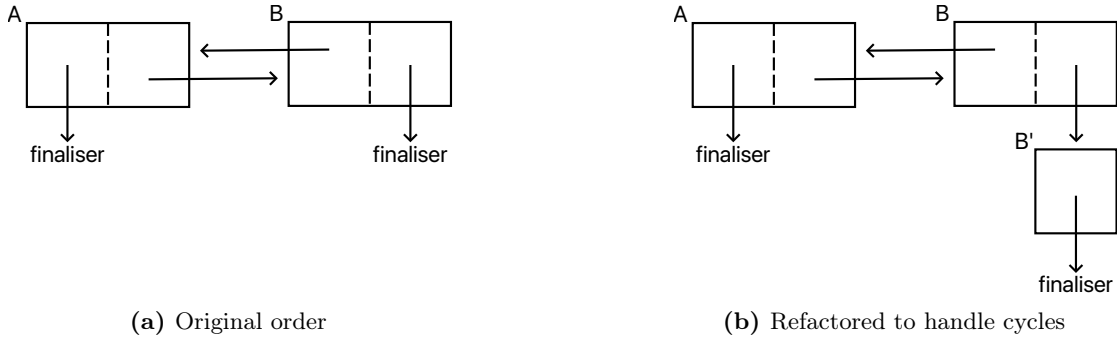 A
B
finaliser
finaliser
(a) Original order
A
B
finaliser
B'
finaliser
(b) Refactored to handle cycles